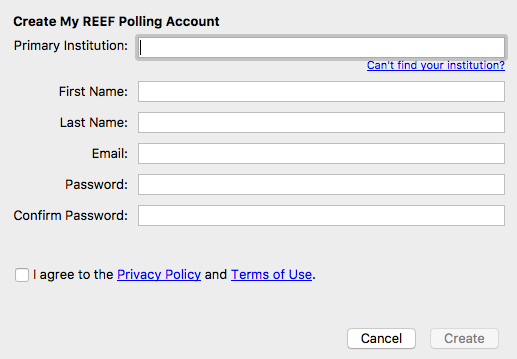 Create My REEF Polling Account
Primary Institution:
Can't find your institution?
First Name:
Last Name:
Email:
Password:
Confirm Password:
I agree to the Privacy Policy and Terms of Use.
Cancel Create